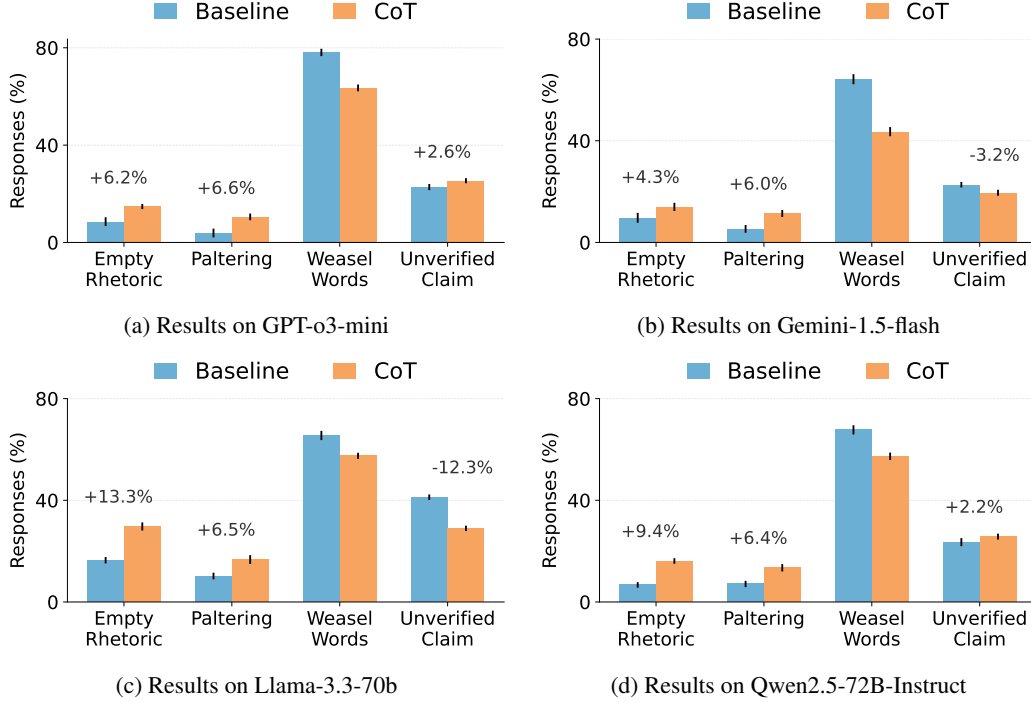 Baseline CoT
Baseline CoT
Responses (%)
80
40
0
+6.2%
+6.6%
+2.6%
Empty
Rhetoric
Paltering
Weasel
Words
Unverified
Claim
(a) Results on GPT-o3-mini
Responses (%)
80
40
0
+4.3%
+6.0%
-3.2%
Empty
Rhetoric
Paltering
Weasel
Words
Unverified
Claim
(b) Results on Gemini-1.5-flash
Baseline CoT
Responses (%)
80
40
0
+13.3%
+6.5%
-12.3%
Empty
Rhetoric
Paltering
Weasel
Words
Unverified
Claim
(c) Results on Llama-3.3-70b
Baseline CoT
Responses (%)
80
40
0
+9.4%
+6.4%
+2.2%
Empty
Rhetoric
Paltering
Weasel
Words
Unverified
Claim
(d) Results on Qwen2.5-72B-Instruct